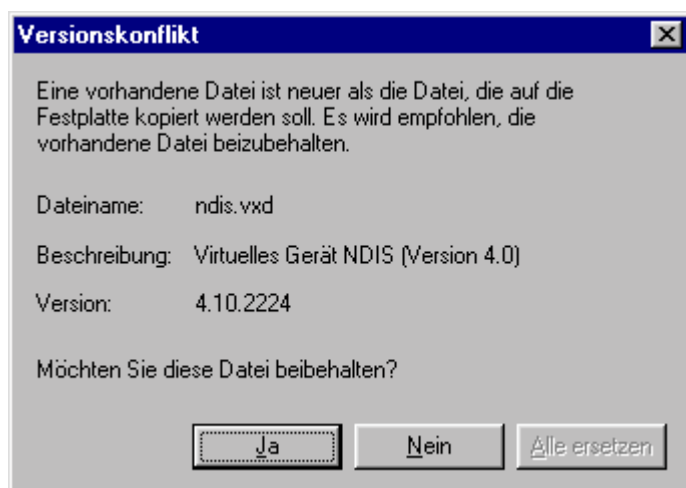 Versionskonflikt
Eine vorhandene Datei ist neuer als die Datei, die auf die
Festplatte kopiert werden soll. Es wird empfohlen, die
vorhandene Datei beizubehalten.
Dateiname: ndis.vxd
Beschreibung: Virtuelles Gerät NDIS (Version 4.0)
Version: 4.10.2224
Möchten Sie diese Datei beibehalten?
Ja Nein Alle ersetzen